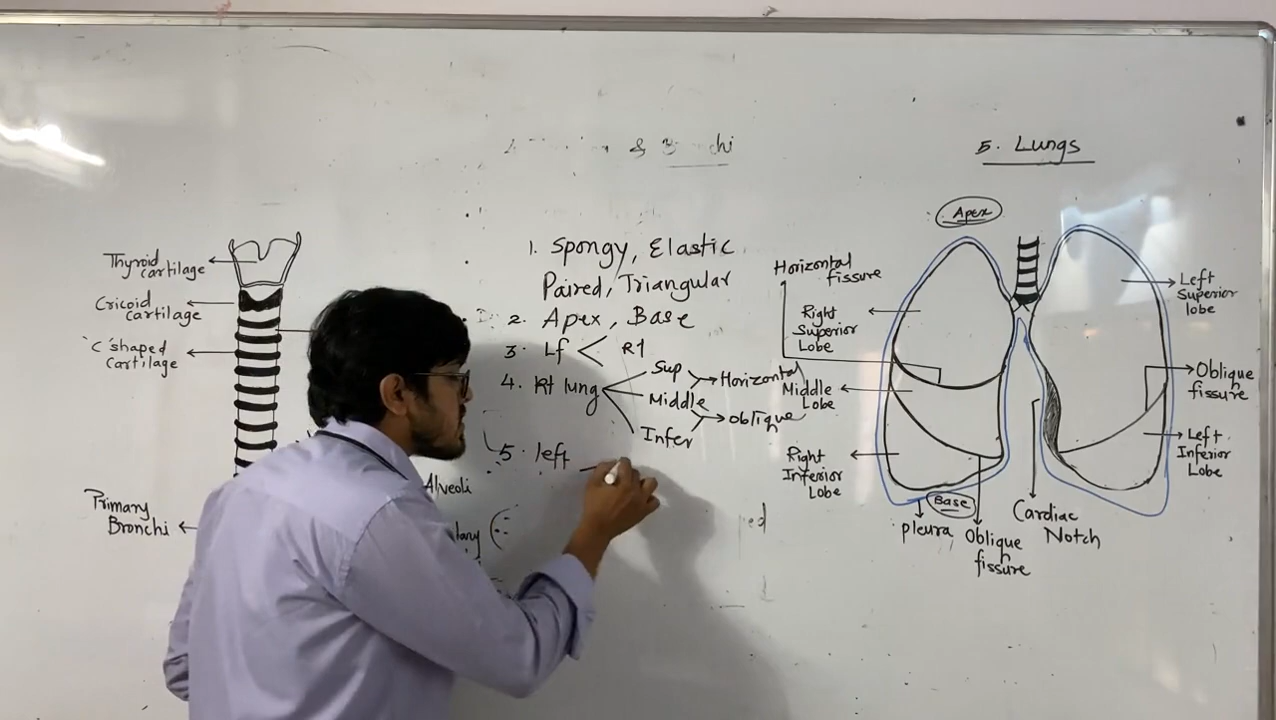 & chi
5. Lungs
Apex
Thyroid
cartilage
Cricoid
cartilage
'C' shaped
Cartilage
Primary
Bronchi
1. Spongy, Elastic
Paired, Triangular
2. Apex, Base
3. Lf < Rt
4. Rt lung
Sup
Middle
Infer
Horizontal
oblique
5. left
Alveoli
Horizontal
fissure
Right
Superior
Lobe
Middle
Lobe
Right
Inferior
Lobe
Left
Superior
lobe
Oblique
fissure
Left
Inferior
Lobe
Base
pleura
Oblique
fissure
Cardiac
Notch